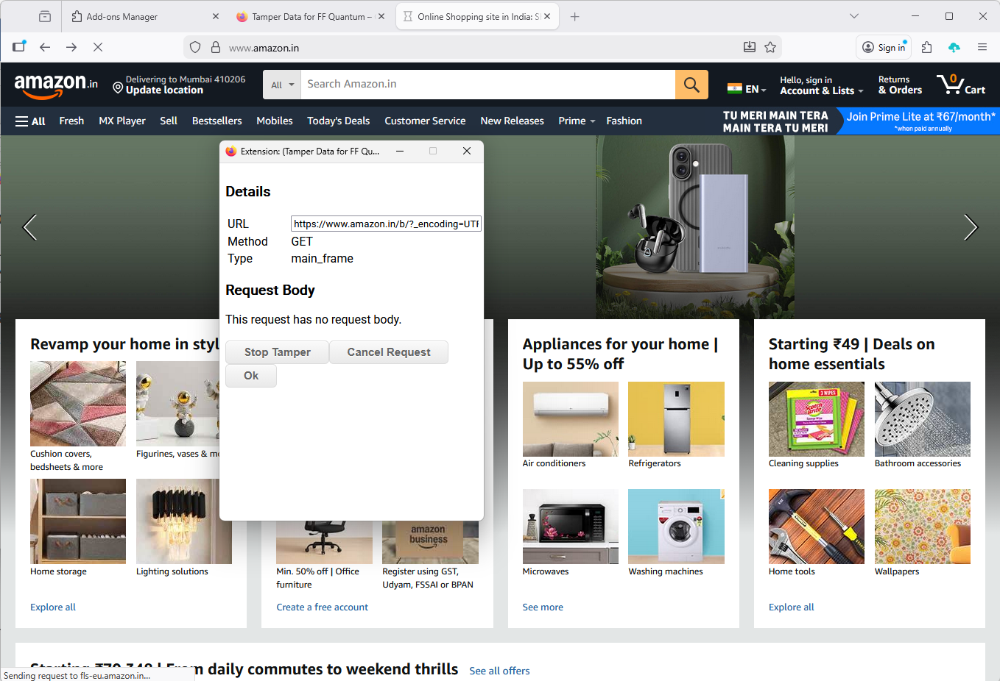 Add-ons Manager
Tamper Data for FF Quantum –
Online Shopping site in India: S
www.amazon.in
Sign in
amazon.in
Delivering to Mumbai 410206
Update location
All
Search Amazon.in
EN
Hello, sign in
Account & Lists
Returns
& Orders
0
Cart
All
Fresh
MX Player
Sell
Bestsellers
Mobiles
Today's Deals
Customer Service
New Releases
Prime
Fashion
TU MERI MAIN TERA
MAIN TERA TU MERI
Join Prime Lite at ₹67/month*
*when paid annually
Extension: (Tamper Data for FF Qu...
Details
URL
https://www.amazon.in/b/?_encoding=UTF
Method
GET
Type
main_frame
Request Body
This request has no request body.
Stop Tamper
Cancel Request
Ok
Revamp your home in styl
Cushion covers,
bedsheets & more
Figurines, vases & mo
Home storage
Lighting solutions
Explore all
amazon
business
Min. 50% off | Office
furniture
Register using GST,
Udyam, FSSAI or BPAN
Create a free account
Appliances for your home |
Up to 55% off
Air conditioners
Refrigerators
Microwaves
Washing machines
See more
Starting ₹49 | Deals on
home essentials
3 WIPES
Scotch
Brite
Cleaning supplies
Bathroom accessories
Home tools
Wallpapers
Explore all
Starting ₹79,348 | From daily commutes to weekend thrills
See all offers
Sending request to fls-eu.amazon.in...